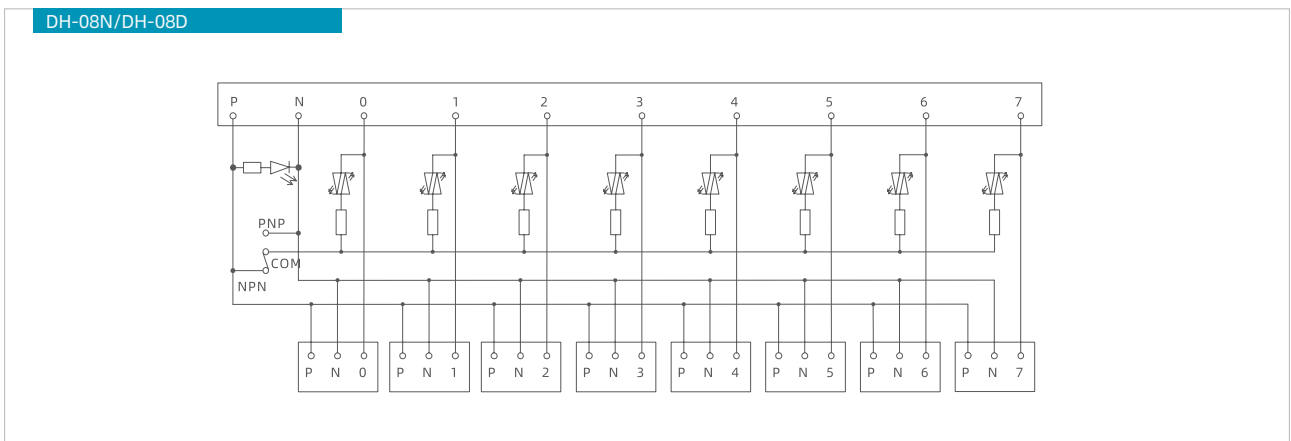 DH-08N/DH-08D
P N 0 1 2 3 4 5 6 7
PNP
COM
NPN
P N 0 P N 1 P N 2 P N 3 P N 4 P N 5 P N 6 P N 7